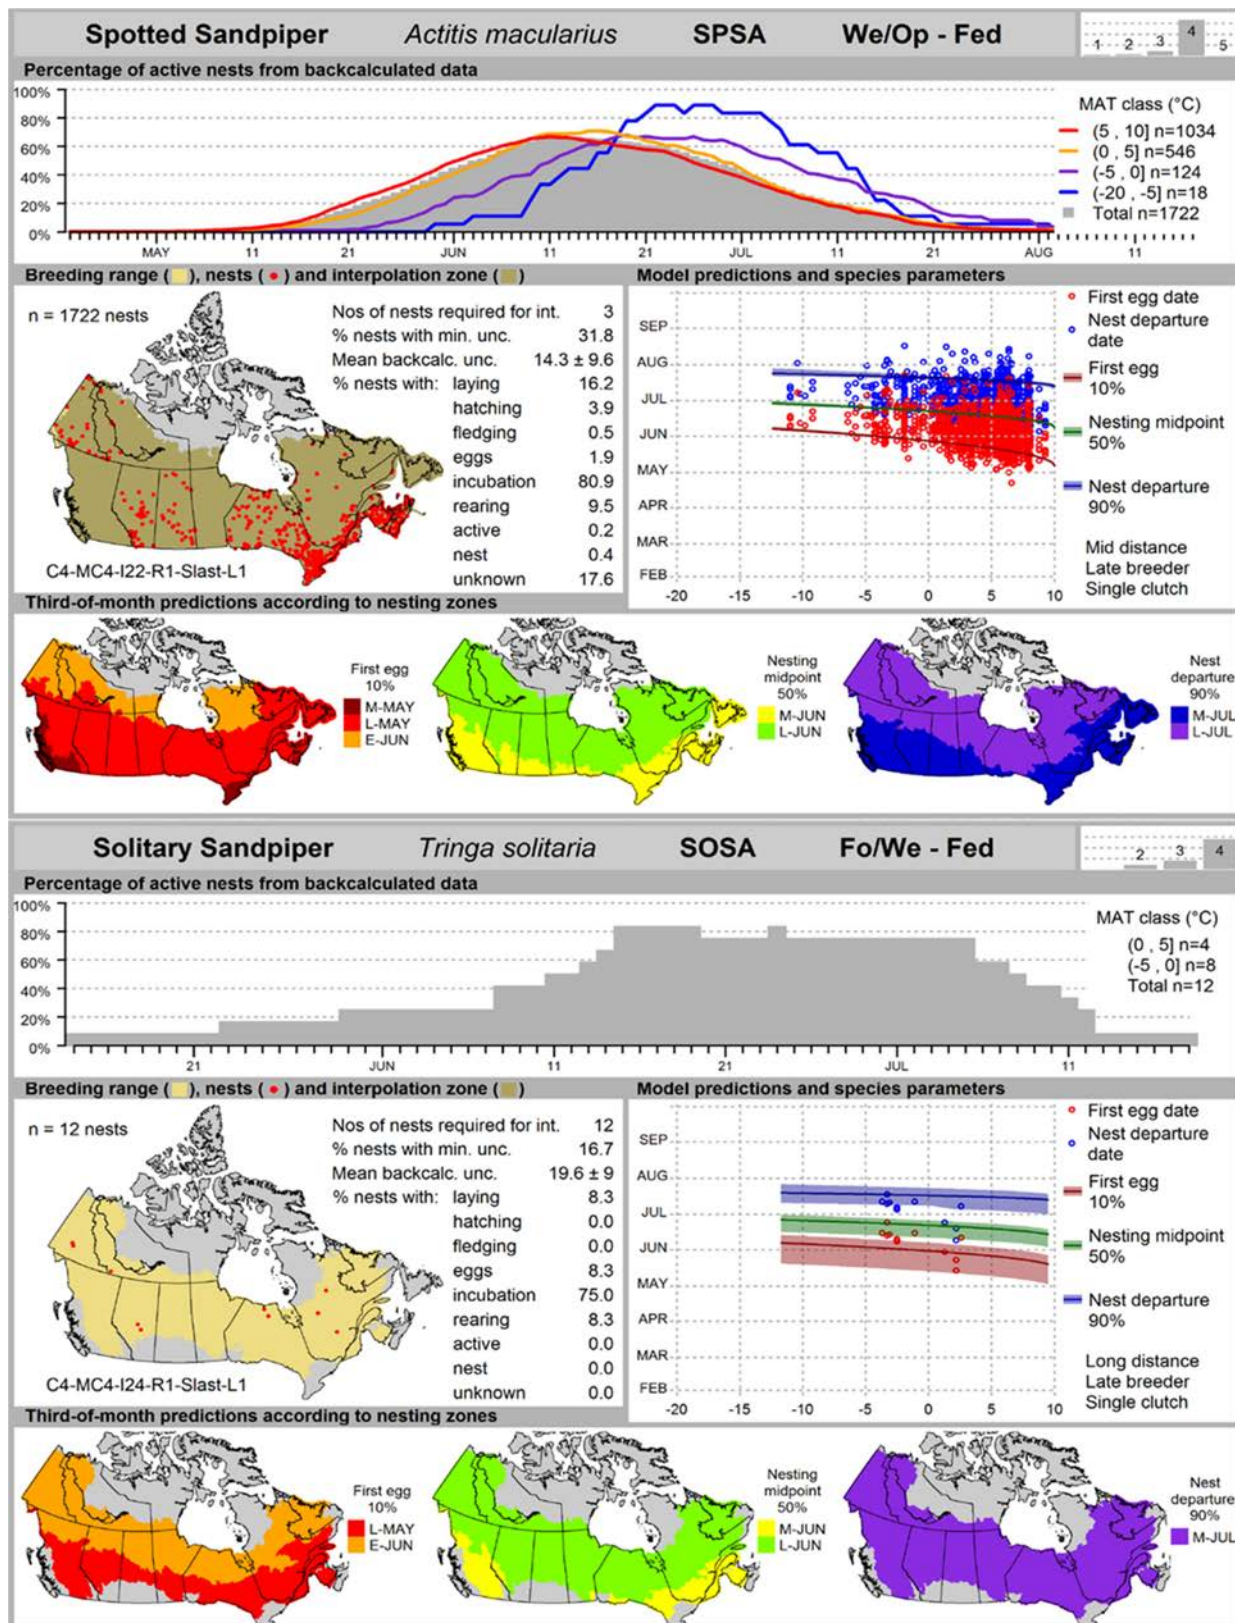 Spotted Sandpiper Actitis macularius SPSA We/Op - Fed
1 2 3 4 5
Percentage of active nests from backcalculated data
100%
80%
60%
40%
20%
0%
MAY 11 21 JUN 11 21 JUL 11 21 AUG 11
MAT class (°C)
(5 , 10] n=1034
(0 , 5] n=546
(-5 , 0] n=124
(-20 , -5] n=18
Total n=1722
Breeding range ( ), nests ( ) and interpolation zone ( )
n = 1722 nests
Nos of nests required for int. 3
% nests with min. unc. 31.8
Mean backcalc. unc. 14.3 ± 9.6
% nests with: laying 16.2
hatching 3.9
fledging 0.5
eggs 1.9
incubation 80.9
rearing 9.5
active 0.2
nest 0.4
unknown 17.6
C4-MC4-I22-R1-Slast-L1
Model predictions and species parameters
SEP
AUG
JUL
JUN
MAY
APR
MAR
FEB
-20 -15 -10 -5 0 5 10
First egg date
Nest departure
date
First egg
10%
Nesting midpoint
50%
Nest departure
90%
Mid distance
Late breeder
Single clutch
Third-of-month predictions according to nesting zones
First egg
10%
M-MAY
L-MAY
E-JUN
Nesting
midpoint
50%
M-JUN
L-JUN
Nest
departure
90%
M-JUL
L-JUL
Solitary Sandpiper Tringa solitaria SOSA Fo/We - Fed
2 3 4
Percentage of active nests from backcalculated data
100%
80%
60%
40%
20%
0%
21 JUN 11 21 JUL 11
MAT class (°C)
(0 , 5] n=4
(-5 , 0] n=8
Total n=12
Breeding range ( ), nests ( ) and interpolation zone ( )
n = 12 nests
Nos of nests required for int. 12
% nests with min. unc. 16.7
Mean backcalc. unc. 19.6 ± 9
% nests with: laying 8.3
hatching 0.0
fledging 0.0
eggs 8.3
incubation 75.0
rearing 8.3
active 0.0
nest 0.0
unknown 0.0
C4-MC4-I24-R1-Slast-L1
Model predictions and species parameters
SEP
AUG
JUL
JUN
MAY
APR
MAR
FEB
-20 -15 -10 -5 0 5 10
First egg date
Nest departure
date
First egg
10%
Nesting midpoint
50%
Nest departure
90%
Long distance
Late breeder
Single clutch
Third-of-month predictions according to nesting zones
First egg
10%
L-MAY
E-JUN
Nesting
midpoint
50%
M-JUN
L-JUN
Nest
departure
90%
M-JUL